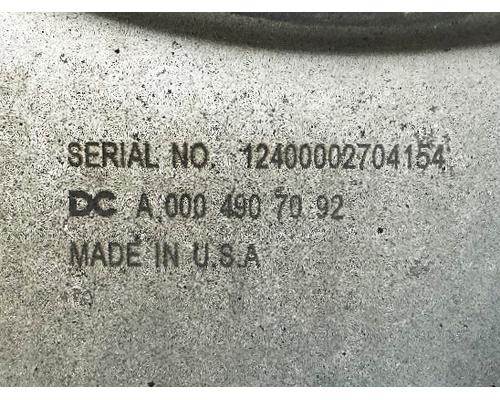 SERIAL NO. 12400002704154
DC A 000 490 70 92
MADE IN U.S.A